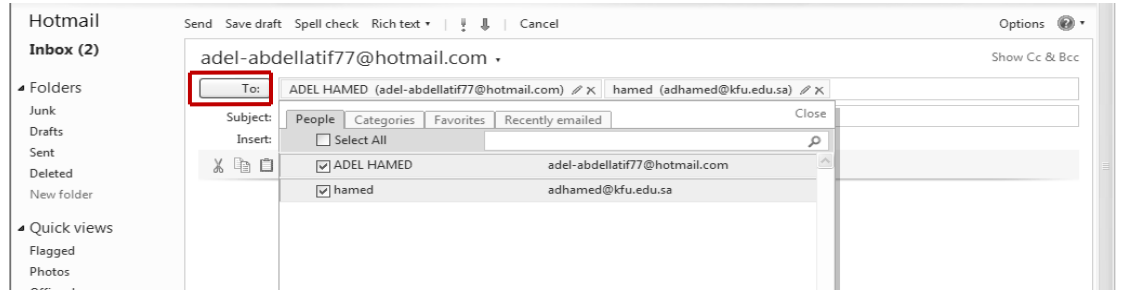 Hotmail
Send Save draft Spell check Rich text Cancel Options
Inbox (2)
adel-abdellatif77@hotmail.com Show Cc & Bcc
Folders
To: ADEL HAMED (adel-abdellatif77@hotmail.com) hamed (adhamed@kfu.edu.sa)
Junk
Subject: People Categories Favorites Recently emailed Close
Drafts
Insert: Select All
Sent
ADEL HAMED adel-abdellatif77@hotmail.com
Deleted
New folder
hamed adhamed@kfu.edu.sa
Quick views
Flagged
Photos